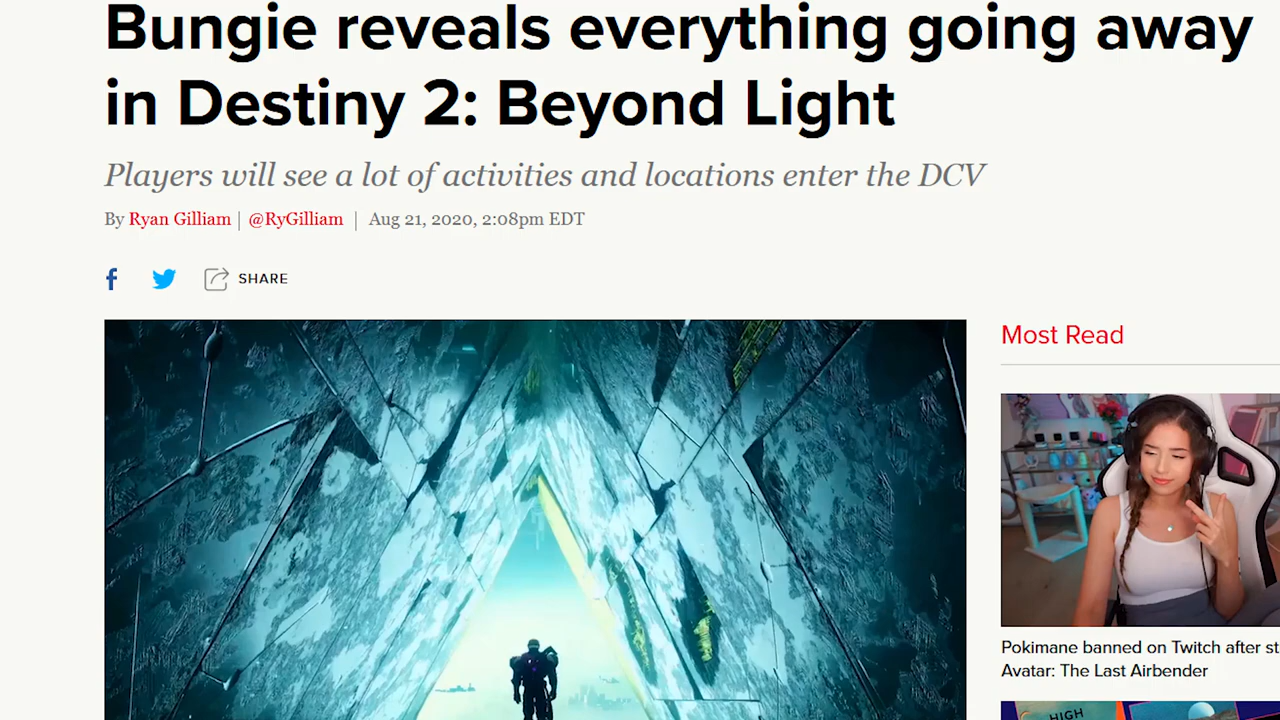 Bungie reveals everything going away
in Destiny 2: Beyond Light
Players will see a lot of activities and locations enter the DCV
By Ryan Gilliam | @RyGilliam | Aug 21, 2020, 2:08pm EDT
SHARE
Most Read
Pokimane banned on Twitch after st
Avatar: The Last Airbender
HIGH